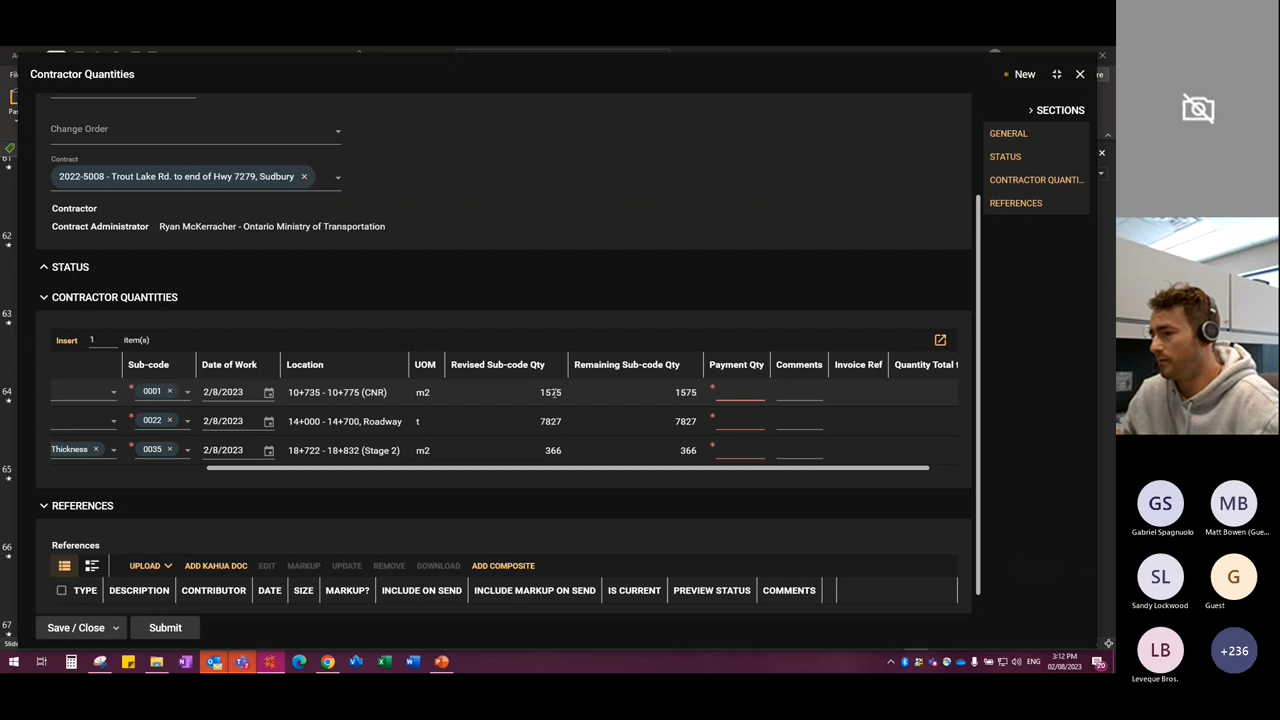 Contractor Quantities
* New
Change Order
Contract
2022-5008 - Trout Lake Rd. to end of Hwy 7279, Sudbury
Contractor
Contract Administrator Ryan McKerracher - Ontario Ministry of Transportation
STATUS
CONTRACTOR QUANTITIES
Insert 1 item(s)
Sub-code Date of Work Location UOM Revised Sub-code Qty Remaining Sub-code Qty Payment Qty Comments Invoice Ref Quantity Total t
* 0001 2/8/2023 10+735 - 10+775 (CNR) m2 1575 1575 *
* 0022 2/8/2023 14+000 - 14+700, Roadway t 7827 7827 *
Thickness * 0035 2/8/2023 18+722 - 18+832 (Stage 2) m2 366 366 *
REFERENCES
References
UPLOAD ADD KAHUA DOC EDIT MARKUP UPDATE REMOVE DOWNLOAD ADD COMPOSITE
TYPE DESCRIPTION CONTRIBUTOR DATE SIZE MARKUP? INCLUDE ON SEND INCLUDE MARKUP ON SEND IS CURRENT PREVIEW STATUS COMMENTS
Save / Close Submit
SECTIONS
GENERAL
STATUS
CONTRACTOR QUANTI...
REFERENCES
61
62
63
64
65
66
67
ENG
3:12 PM
02/08/2023
20
GS
Gabriel Spagnuolo
MB
Matt Bowen (Gue...
SL
Sandy Lockwood
G
Guest
LB
Leveque Bros.
+236